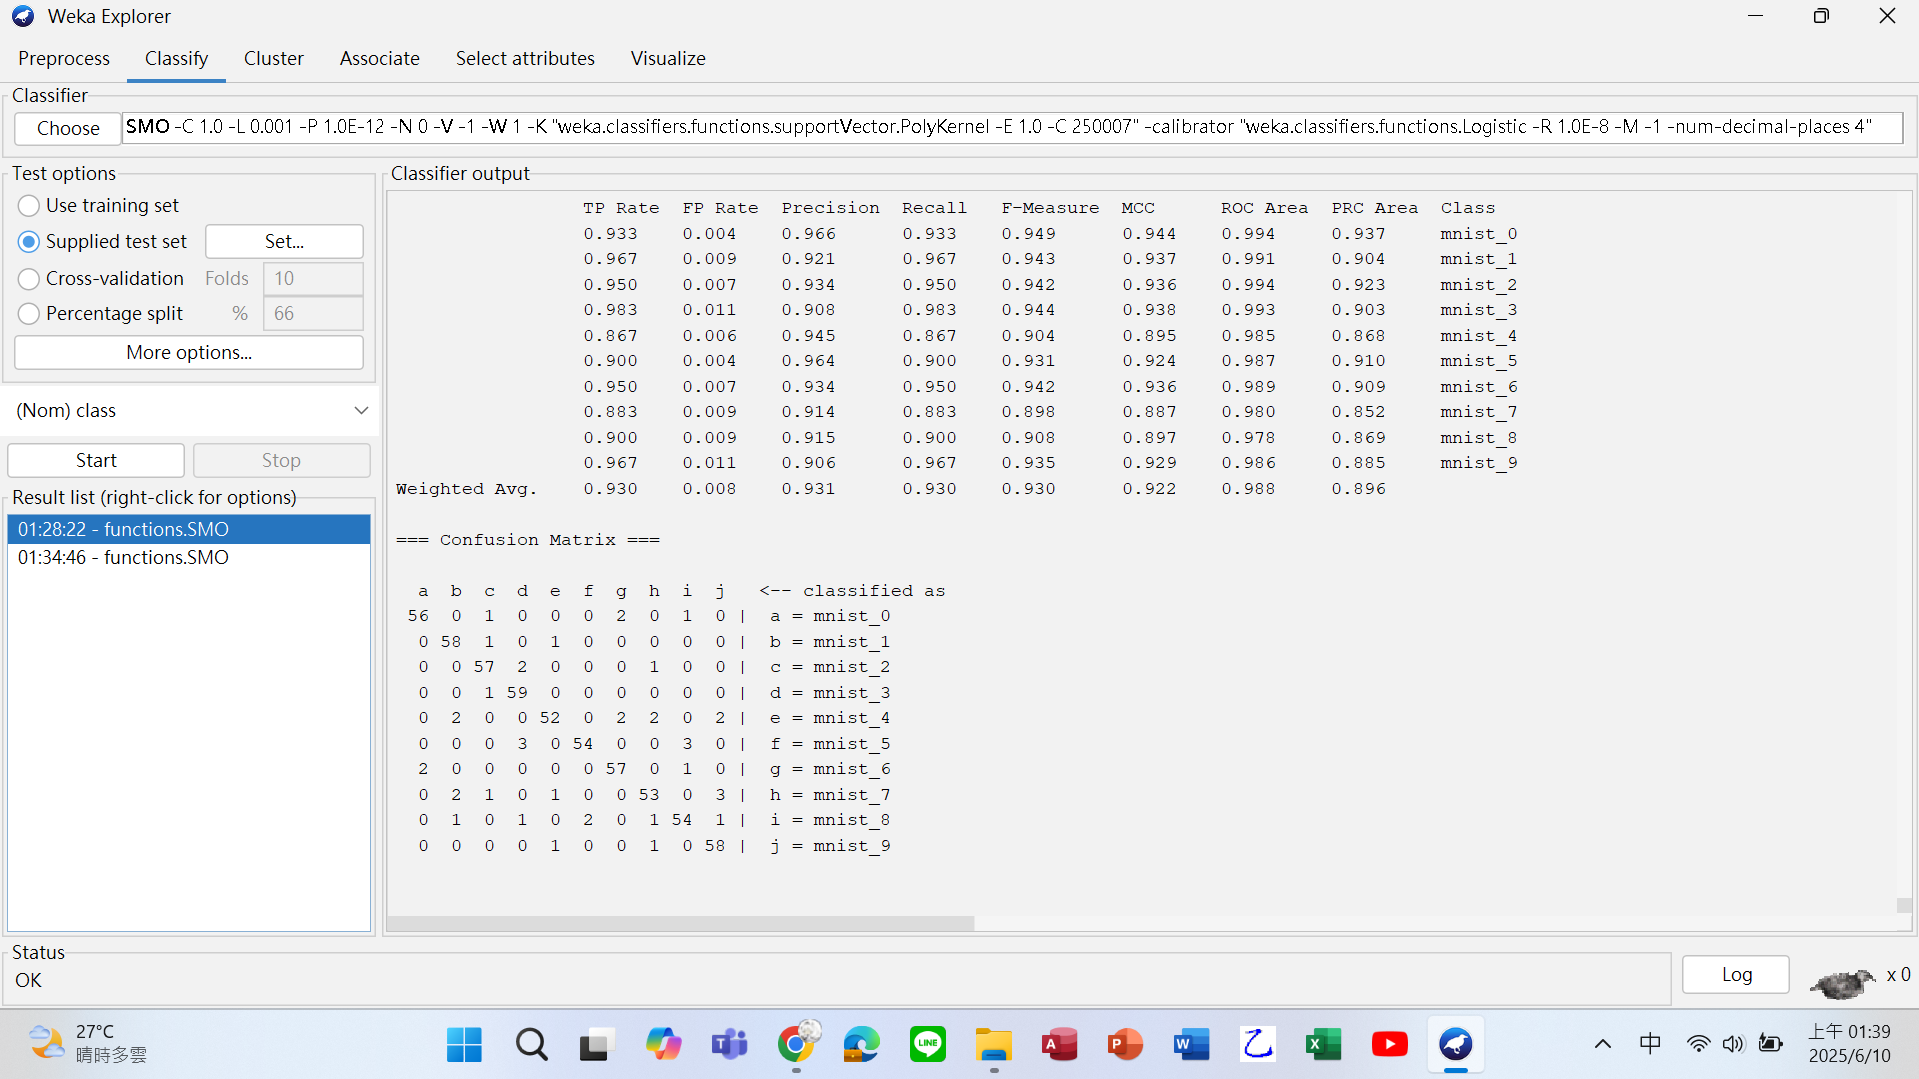 Weka Explorer
Preprocess Classify Cluster Associate Select attributes Visualize
Classifier
Choose SMO -C 1.0 -L 0.001 -P 1.0E-12 -N 0 -V -1 -W 1 -K "weka.classifiers.functions.supportVector.PolyKernel -E 1.0 -C 250007" -calibrator "weka.classifiers.functions.Logistic -R 1.0E-8 -M -1 -num-decimal-places 4"
Test options
Use training set
Supplied test set Set...
Cross-validation Folds 10
Percentage split % 66
More options...
(Nom) class
Start Stop
Result list (right-click for options)
01:28:22 - functions.SMO
01:34:46 - functions.SMO
Classifier output
TP Rate FP Rate Precision Recall F-Measure MCC ROC Area PRC Area Class
0.933 0.004 0.966 0.933 0.949 0.944 0.994 0.937 mnist_0
0.967 0.009 0.921 0.967 0.943 0.937 0.991 0.904 mnist_1
0.950 0.007 0.934 0.950 0.942 0.936 0.994 0.923 mnist_2
0.983 0.011 0.908 0.983 0.944 0.938 0.993 0.903 mnist_3
0.867 0.006 0.945 0.867 0.904 0.895 0.985 0.868 mnist_4
0.900 0.004 0.964 0.900 0.931 0.924 0.987 0.910 mnist_5
0.950 0.007 0.934 0.950 0.942 0.936 0.989 0.909 mnist_6
0.883 0.009 0.914 0.883 0.898 0.887 0.980 0.852 mnist_7
0.900 0.009 0.915 0.900 0.908 0.897 0.978 0.869 mnist_8
0.967 0.011 0.906 0.967 0.935 0.929 0.986 0.885 mnist_9
Weighted Avg. 0.930 0.008 0.931 0.930 0.930 0.922 0.988 0.896
=== Confusion Matrix ===
a b c d e f g h i j <-- classified as
56 0 1 0 0 0 2 0 1 0 | a = mnist_0
0 58 1 0 1 0 0 0 0 0 | b = mnist_1
0 0 57 2 0 0 0 1 0 0 | c = mnist_2
0 0 1 59 0 0 0 0 0 0 | d = mnist_3
0 2 0 0 52 0 2 2 0 2 | e = mnist_4
0 0 0 3 0 54 0 0 3 0 | f = mnist_5
2 0 0 0 0 0 57 0 1 0 | g = mnist_6
0 2 1 0 1 0 0 53 0 3 | h = mnist_7
0 1 0 1 0 2 0 1 54 1 | i = mnist_8
0 0 0 0 1 0 0 1 0 58 | j = mnist_9
Status
OK
Log x 0
27°C
晴時多雲
LINE
中
上午 01:39
2025/6/10